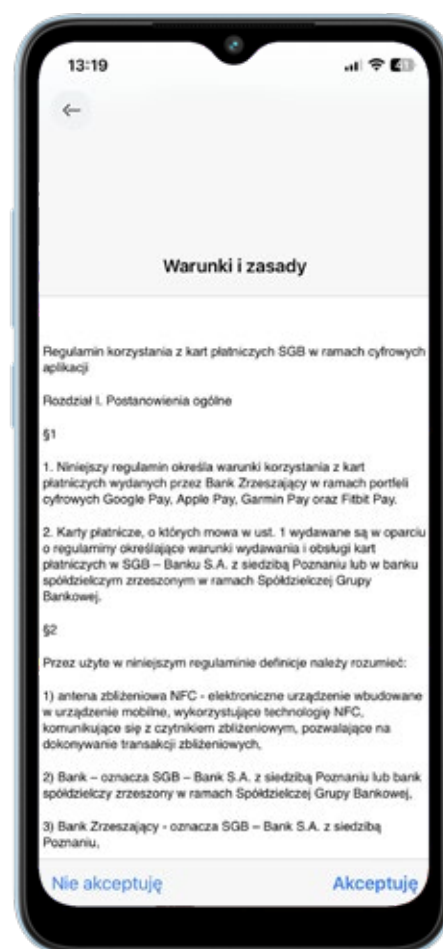 13:19
41
Warunki i zasady
Regulamin korzystania z kart płatniczych SGB w ramach cyfrowych
aplikacji
Rozdział I. Postanowienia ogólne
§1
1. Niniejszy regulamin określa warunki korzystania z kart
płatniczych wydanych przez Bank Zrzeszający w ramach portfeli
cyfrowych Google Pay, Apple Pay, Garmin Pay oraz Fitbit Pay.
2. Karty płatnicze, o których mowa w ust. 1 wydawane są w oparciu
o regulaminy określające warunki wydawania i obsługi kart
płatniczych w SGB – Banku S.A. z siedzibą Poznaniu lub w banku
spółdzielczym zrzeszonym w ramach Spółdzielczej Grupy
Bankowej,
§2
Przez użyte w niniejszym regulaminie definicje należy rozumieć:
1) antena zbliżeniowa NFC - elektroniczne urządzenie wbudowane
w urządzenie mobilne, wykorzystujące technologię NFC,
komunikujące się z czytnikiem zbliżeniowym, pozwalające na
dokonywanie transakcji zbliżeniowych,
2) Bank – oznacza SGB – Bank S.A. z siedzibą Poznaniu lub bank
spółdzielczy zrzeszony w ramach Spółdzielczej Grupy Bankowej,
3) Bank Zrzeszający - oznacza SGB – Bank S.A. z siedzibą
Poznaniu,
Nie akceptuję Akceptuję